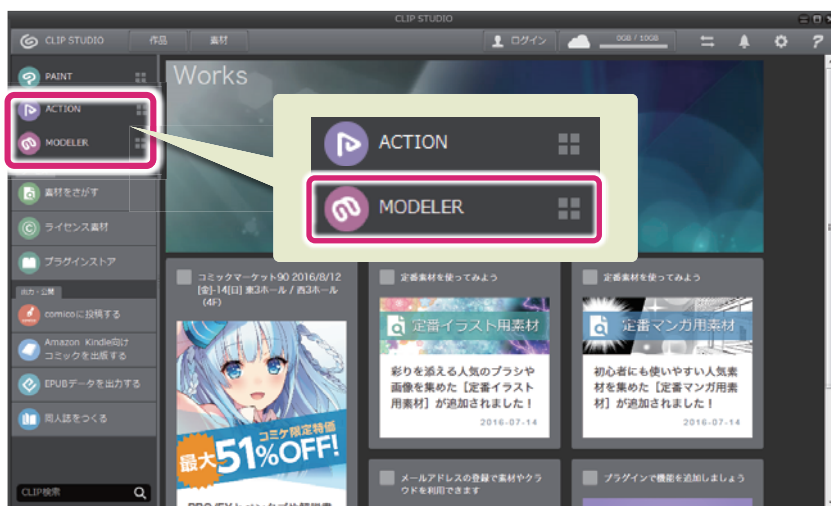 CLIP STUDIO
CLIP STUDIO
作品
素材
ログイン
0GB / 10GB
PAINT
ACTION
MODELER
素材をさがす
ライセンス素材
プラグインストア
出力・公開
comicoに投稿する
Amazon Kindle向け
コミックを出版する
EPUBデータを出力する
同人誌をつくる
CLIP検索
Works
ACTION
MODELER
コミックマーケット90 2016/8/12
[金]-14[日] 東3ホール / 西3ホール
(4F)
コミケ限定特価
最大51%OFF!
定番素材を使ってみよう
定番イラスト用素材
彩りを添える人気のブラシや
画像を集めた［定番イラスト
用素材］が追加されました！
2016-07-14
メールアドレスの登録で素材やクラ
ウドを利用できます
定番素材を使ってみよう
定番マンガ用素材
初心者にも使いやすい人気素
材を集めた［定番マンガ用素
材］が追加されました！
2016-07-14
プラグインで機能を追加しましょう